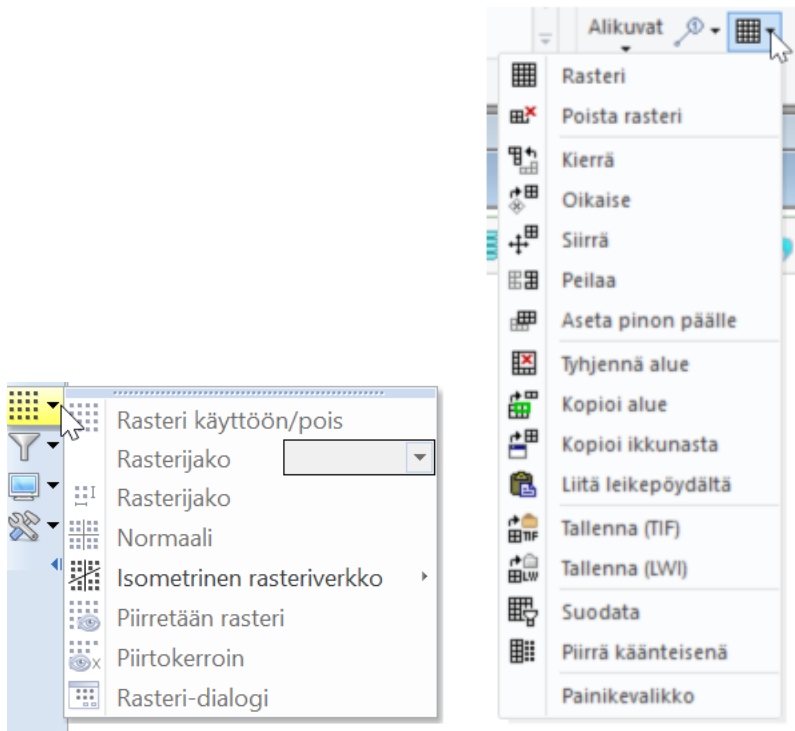 Rasteri käyttöön/pois
Rasterijako
Rasterijako
Normaali
Isometrinen rasteriverkko
Piirretään rasteri
Piirtokerroin
Rasteri-dialogi
Alikuvat
Rasteri
Poista rasteri
Kierrä
Oikaise
Siirrä
Peilaa
Aseta pinon päälle
Tyhjennä alue
Kopioi alue
Kopioi ikkunasta
Liitä leikepöydältä
TIF Tallenna (TIF)
LW Tallenna (LWI)
Suodata
Piirrä käänteisenä
Painikevalikko